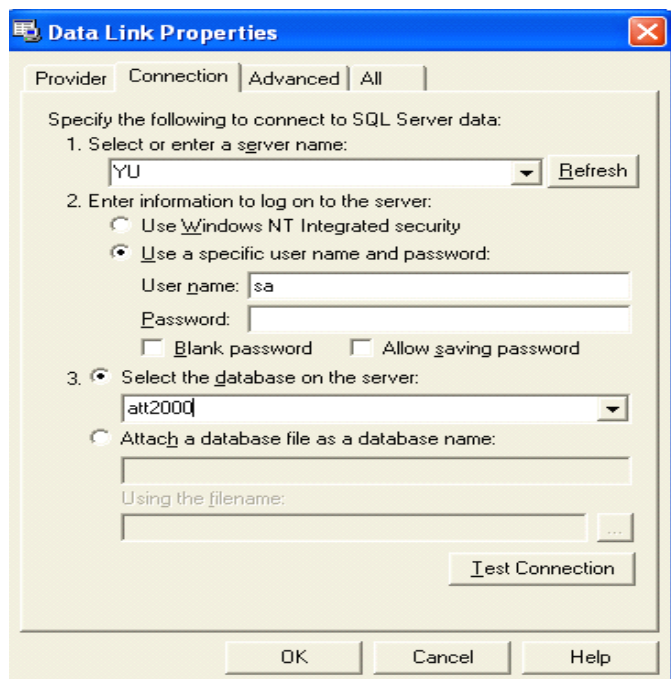 Data Link Properties
Provider Connection Advanced All
Specify the following to connect to SQL Server data:
1. Select or enter a server name:
YU Refresh
2. Enter information to log on to the server:
Use Windows NT Integrated security
Use a specific user name and password:
User name: sa
Password:
Blank password Allow saving password
3. Select the database on the server:
att2000
Attach a database file as a database name:
Using the filename:
...
Test Connection
OK Cancel Help